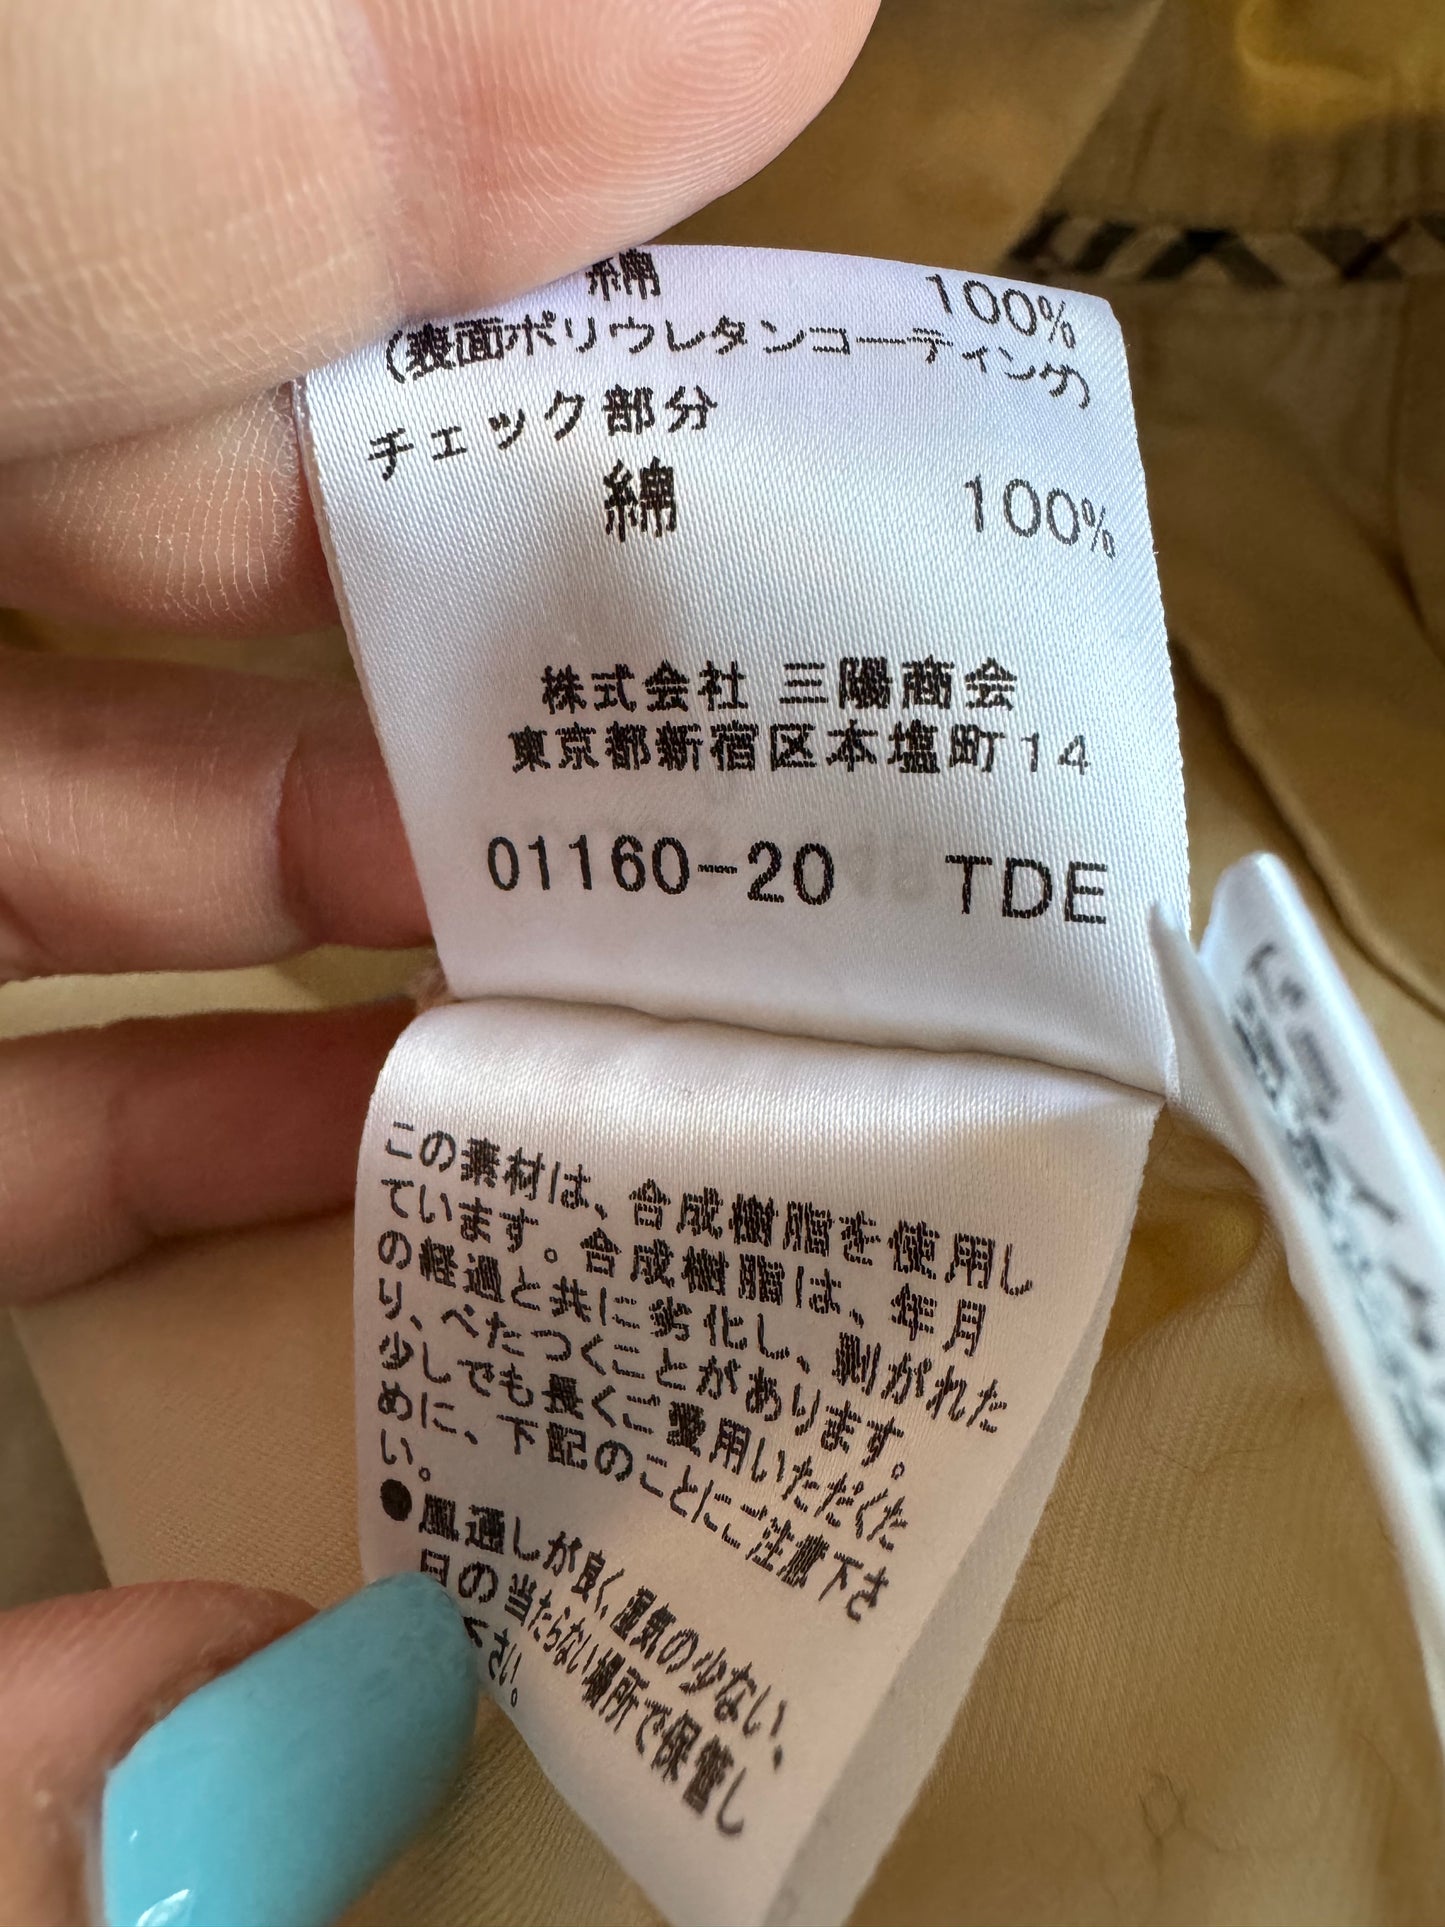 綿 100%
(表面ポリウレタンコーティング)
チェック部分
綿 100%
株式会社 三陽商会
東京都新宿区本塩町14
01160-20 TDE
この素材は、合成樹脂を使用し
ています。合成樹脂は、年月
の経過と共に劣化し、剥がれた
り、べたつくことがあります。
少しでも長くご愛用いただくた
めに、下記のことにご注意下さ
い。
●風通しが良く、湿気の少ない、
日の当たらない場所で保管し
下さい。